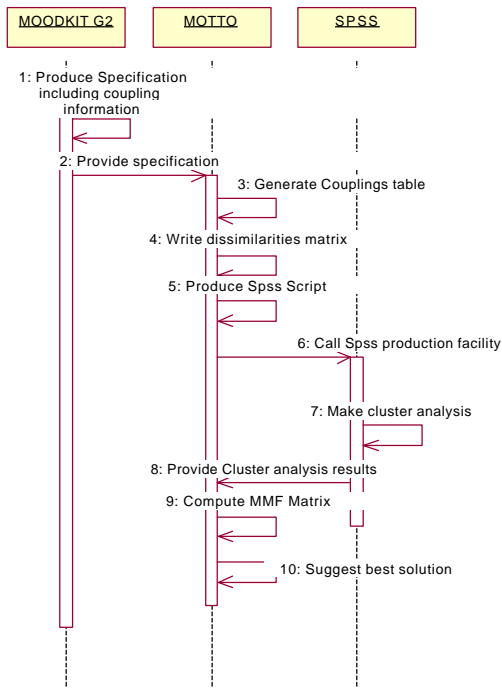 MOODKIT G2
MOTTO
SPSS
1: Produce Specification
including coupling
information
2: Provide specification
3: Generate Couplings table
4: Write dissimilarities matrix
5: Produce Spss Script
6: Call Spss production facility
7: Make cluster analysis
8: Provide Cluster analysis results
9: Compute MMF Matrix
10: Suggest best solution